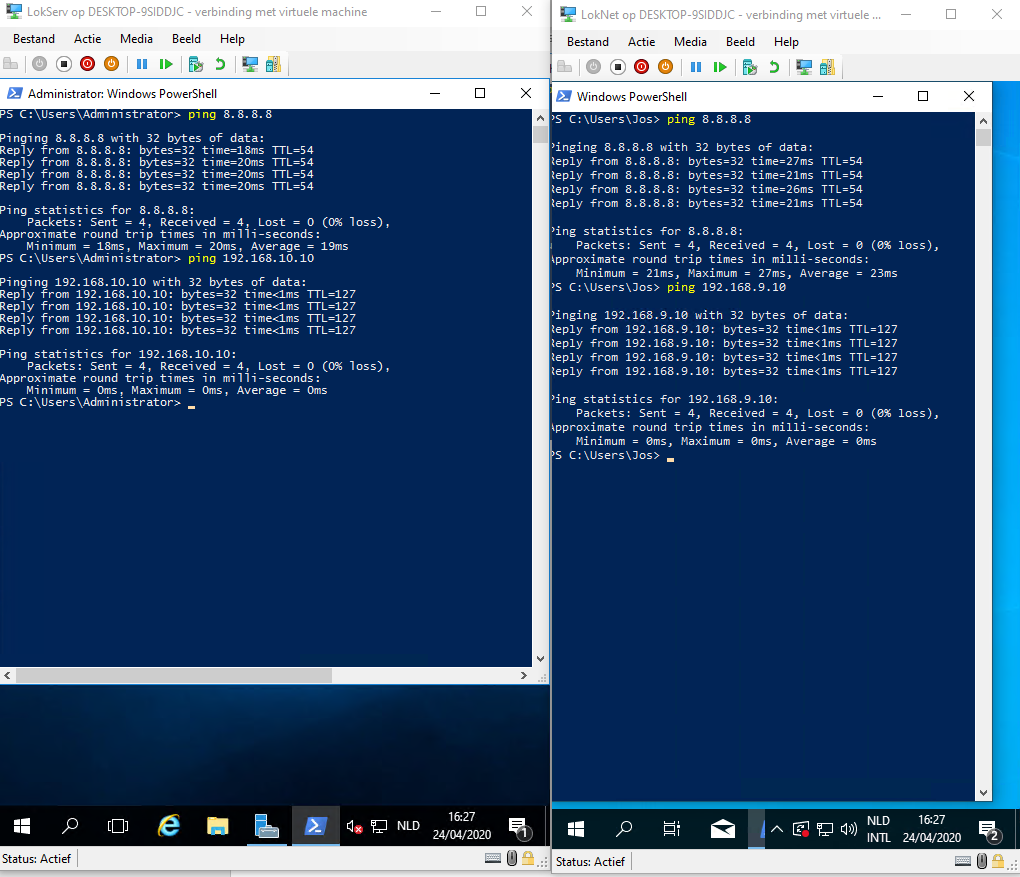 LokServ op DESKTOP-9SIDDJC - verbinding met virtuele machine
Bestand Actie Media Beeld Help
Administrator: Windows PowerShell
PS C:\Users\Administrator> ping 8.8.8.8
Pinging 8.8.8.8 with 32 bytes of data:
Reply from 8.8.8.8: bytes=32 time=18ms TTL=54
Reply from 8.8.8.8: bytes=32 time=20ms TTL=54
Reply from 8.8.8.8: bytes=32 time=20ms TTL=54
Reply from 8.8.8.8: bytes=32 time=20ms TTL=54
Ping statistics for 8.8.8.8:
Packets: Sent = 4, Received = 4, Lost = 0 (0% loss),
Approximate round trip times in milli-seconds:
Minimum = 18ms, Maximum = 20ms, Average = 19ms
PS C:\Users\Administrator> ping 192.168.10.10
Pinging 192.168.10.10 with 32 bytes of data:
Reply from 192.168.10.10: bytes=32 time<1ms TTL=127
Reply from 192.168.10.10: bytes=32 time<1ms TTL=127
Reply from 192.168.10.10: bytes=32 time<1ms TTL=127
Reply from 192.168.10.10: bytes=32 time<1ms TTL=127
Ping statistics for 192.168.10.10:
Packets: Sent = 4, Received = 4, Lost = 0 (0% loss),
Approximate round trip times in milli-seconds:
Minimum = 0ms, Maximum = 0ms, Average = 0ms
PS C:\Users\Administrator>
NLD
16:27
24/04/2020
1
Status: Actief
LokNet op DESKTOP-9SIDDJC - verbinding met virtuele ...
Bestand Actie Media Beeld Help
Windows PowerShell
PS C:\Users\Jos> ping 8.8.8.8
Pinging 8.8.8.8 with 32 bytes of data:
Reply from 8.8.8.8: bytes=32 time=27ms TTL=54
Reply from 8.8.8.8: bytes=32 time=21ms TTL=54
Reply from 8.8.8.8: bytes=32 time=26ms TTL=54
Reply from 8.8.8.8: bytes=32 time=21ms TTL=54
Ping statistics for 8.8.8.8:
Packets: Sent = 4, Received = 4, Lost = 0 (0% loss),
Approximate round trip times in milli-seconds:
Minimum = 21ms, Maximum = 27ms, Average = 23ms
PS C:\Users\Jos> ping 192.168.9.10
Pinging 192.168.9.10 with 32 bytes of data:
Reply from 192.168.9.10: bytes=32 time<1ms TTL=127
Reply from 192.168.9.10: bytes=32 time<1ms TTL=127
Reply from 192.168.9.10: bytes=32 time<1ms TTL=127
Reply from 192.168.9.10: bytes=32 time<1ms TTL=127
Ping statistics for 192.168.9.10:
Packets: Sent = 4, Received = 4, Lost = 0 (0% loss),
Approximate round trip times in milli-seconds:
Minimum = 0ms, Maximum = 0ms, Average = 0ms
PS C:\Users\Jos>
NLD
INTL
16:27
24/04/2020
2
Status: Actief